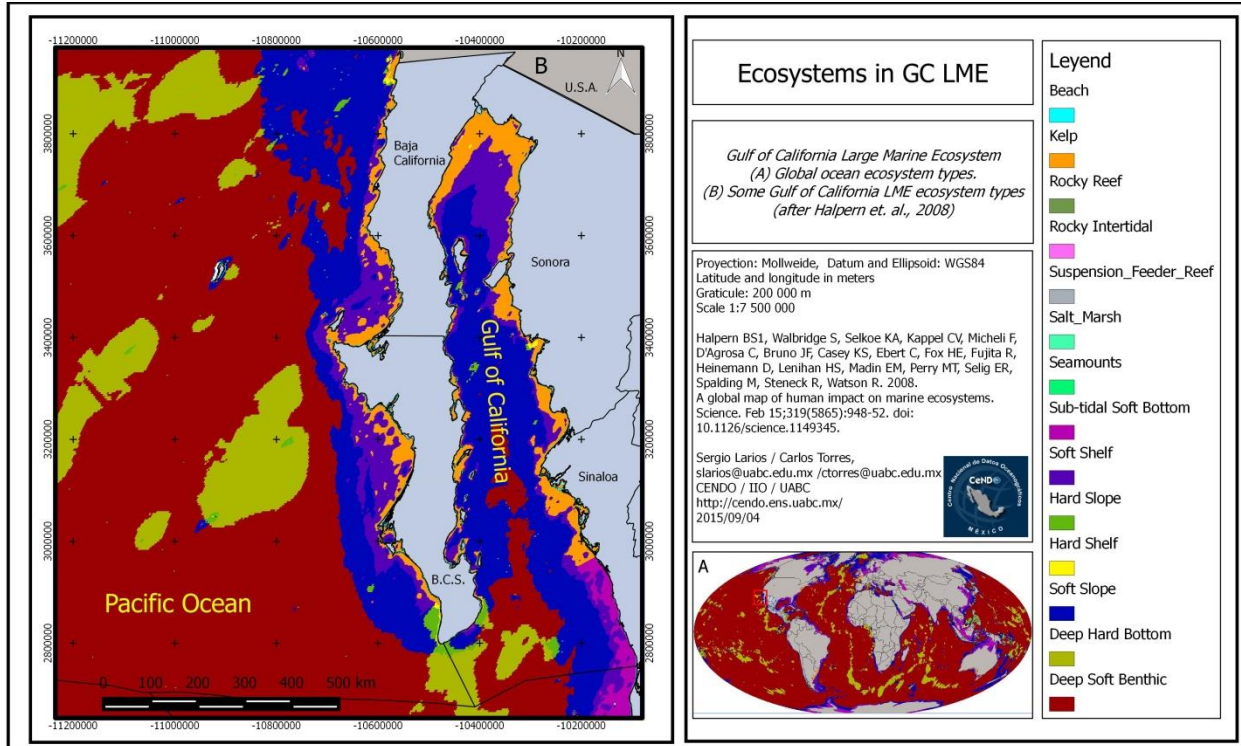 -11200000
-11000000
-10800000
-10600000
-10400000
-10200000
B
N
U.S.A.
Baja
California
Sonora
Gulf of California
Sinaloa
B.C.S.
Pacific Ocean
3800000
3600000
3400000
3200000
3000000
2800000
3800000
3600000
3400000
3200000
3000000
2800000
0 100 200 300 400 500 km
-11200000
-11000000
-10800000
-10600000
-10400000
-10200000
Ecosystems in GC LME
Gulf of California Large Marine Ecosystem
(A) Global ocean ecosystem types.
(B) Some Gulf of California LME ecosystem types
(after Halpern et. al., 2008)
Proyection: Mollweide, Datum and Ellipsoid: WGS84
Latitude and longitude in meters
Graticule: 200 000 m
Scale 1:7 500 000
Halpern BS1, Walbridge S, Selkoe KA, Kappel CV, Micheli F,
D'Agrosa C, Bruno JF, Casey KS, Ebert C, Fox HE, Fujita R,
Heinemann D, Lenihan HS, Madin EM, Perry MT, Selig ER,
Spalding M, Steneck R, Watson R. 2008.
A global map of human impact on marine ecosystems.
Science. Feb 15;319(5865):948-52. doi:
10.1126/science.1149345.
Sergio Larios / Carlos Torres,
slarios@uabc.edu.mx /ctorres@uabc.edu.mx
CENDO / IIO / UABC
http://cendo.ens.uabc.mx/
2015/09/04
Centro Nacional de Datos Oceanográficos
CeNDO
MÉXICO
A
Leyend
Beach
Kelp
Rocky Reef
Rocky Intertidal
Suspension_Feeder_Reef
Salt_Marsh
Seamounts
Sub-tidal Soft Bottom
Soft Shelf
Hard Slope
Hard Shelf
Soft Slope
Deep Hard Bottom
Deep Soft Benthic